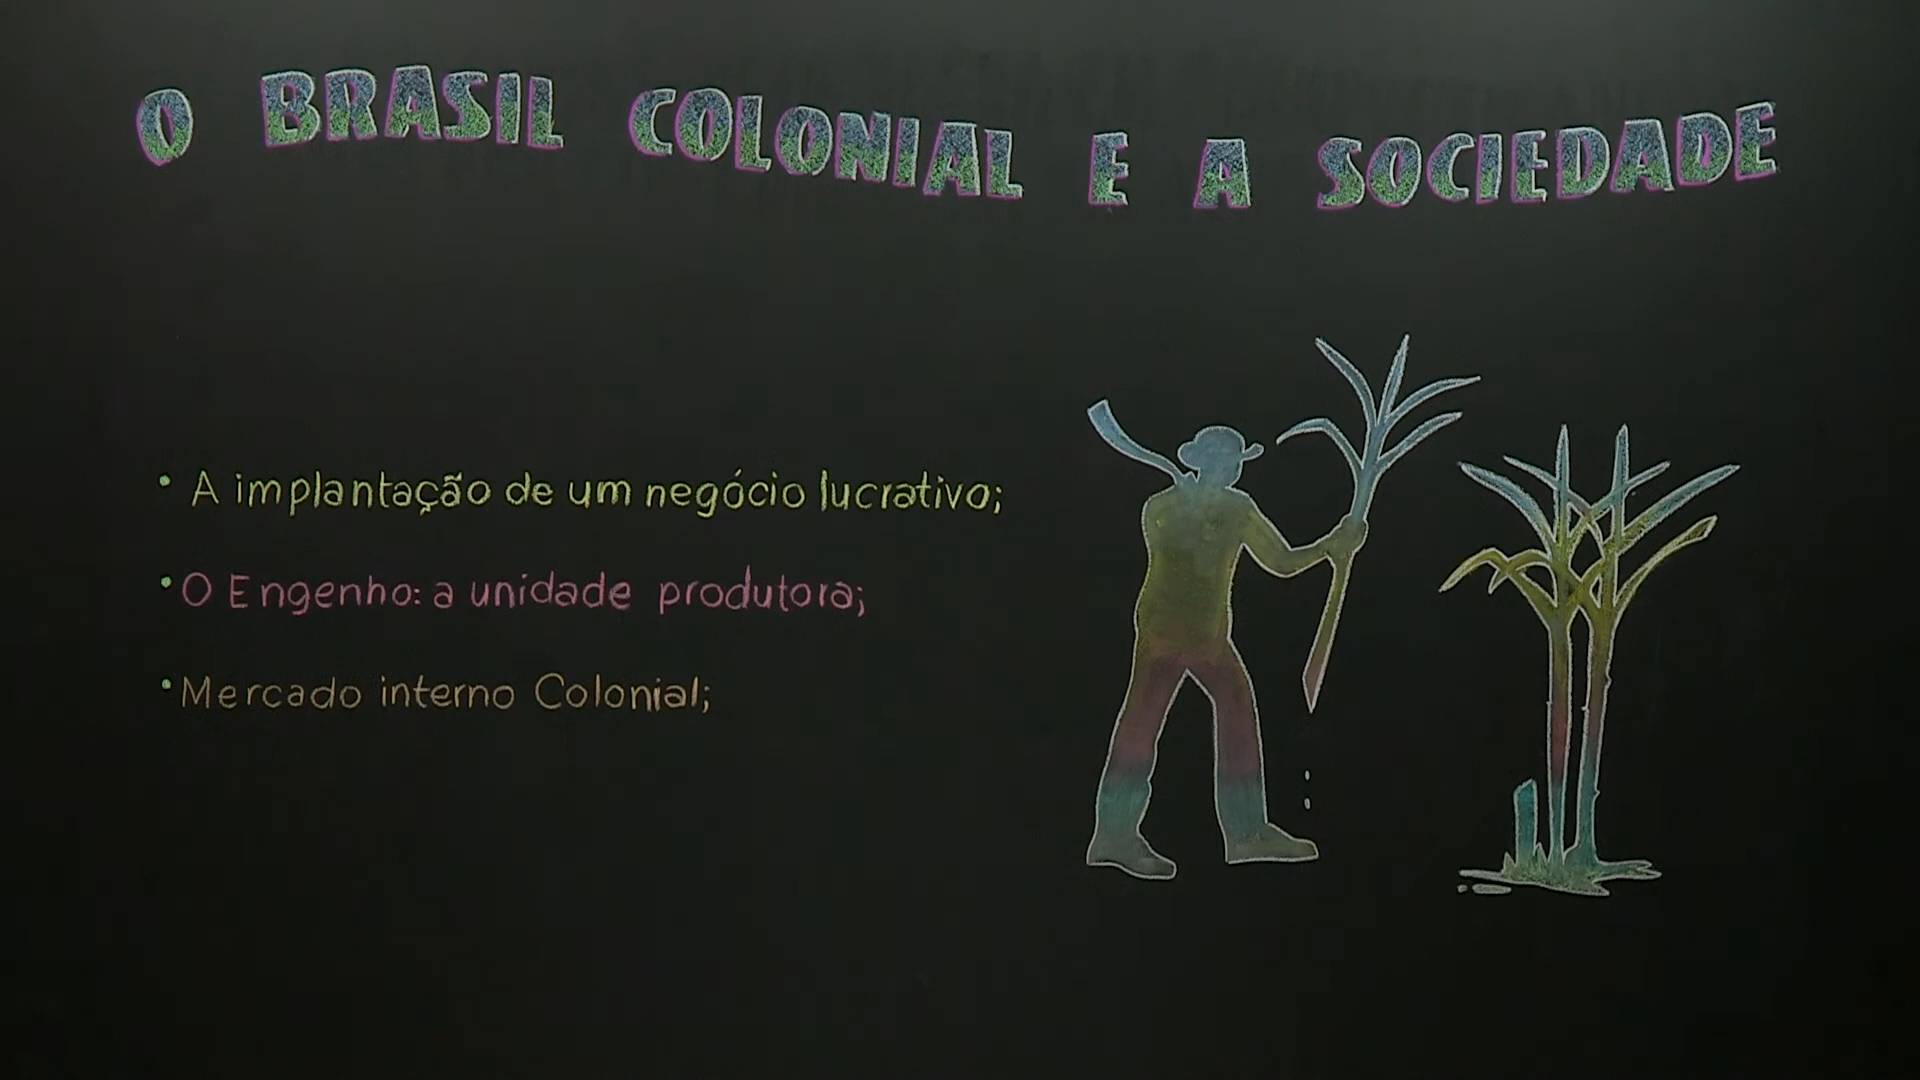 O BRASIL COLONIAL E A SOCIEDADE
• A implantação de um negócio lucrativo;
• O Engenho: a unidade produtora;
• Mercado interno Colonial;